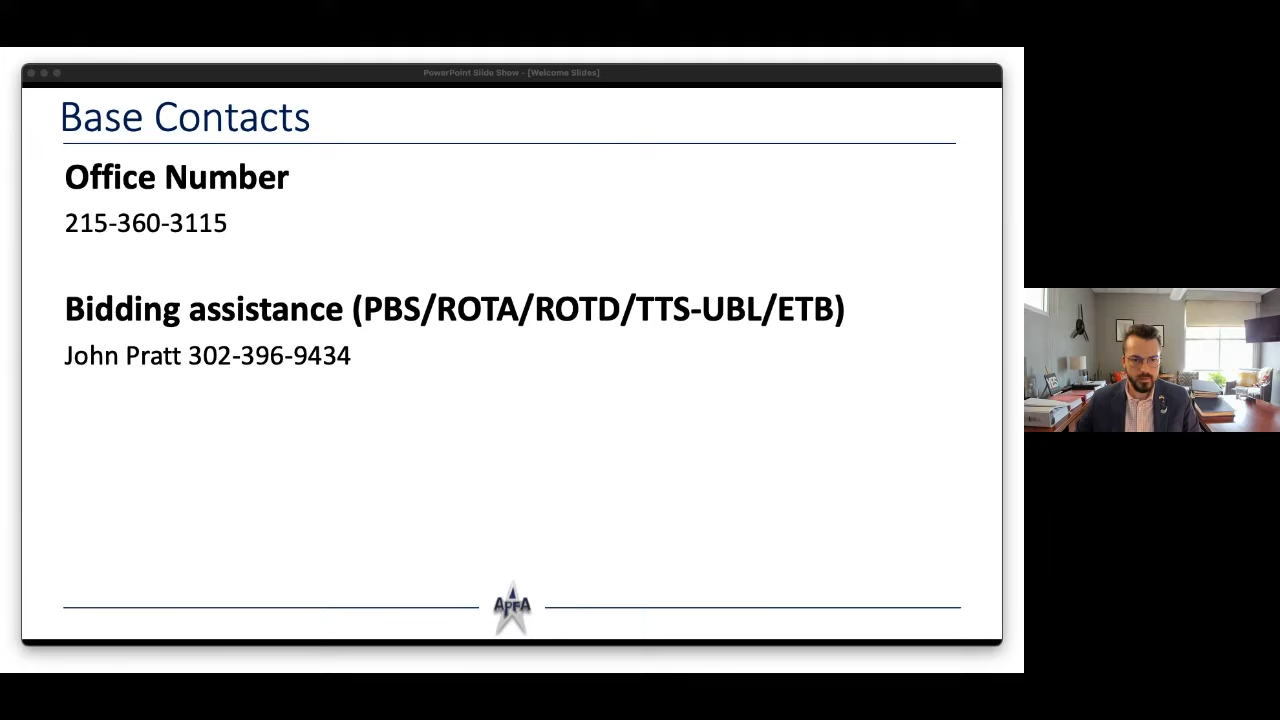 PowerPoint Slide Show - [Welcome Slides]
Base Contacts
Office Number
215-360-3115
Bidding assistance (PBS/ROTA/ROTD/TTS-UBL/ETB)
John Pratt 302-396-9434
APFA